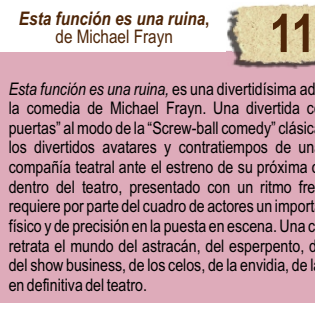 Esta función es una ruina,
de Michael Frayn
11
Esta función es una ruina, es una divertidísima ad
la comedia de Michael Frayn. Una divertida c
puertas” al modo de la “Screw-ball comedy” clásic
los divertidos avatares y contratiempos de un
compañía teatral ante el estreno de su próxima
dentro del teatro, presentado con un ritmo fre
requiere por parte del cuadro de actores un import
físico y de precisión en la puesta en escena. Una c
retrata el mundo del astracán, del esperpento, d
del show business, de los celos, de la envidia, de l
en definitiva del teatro.